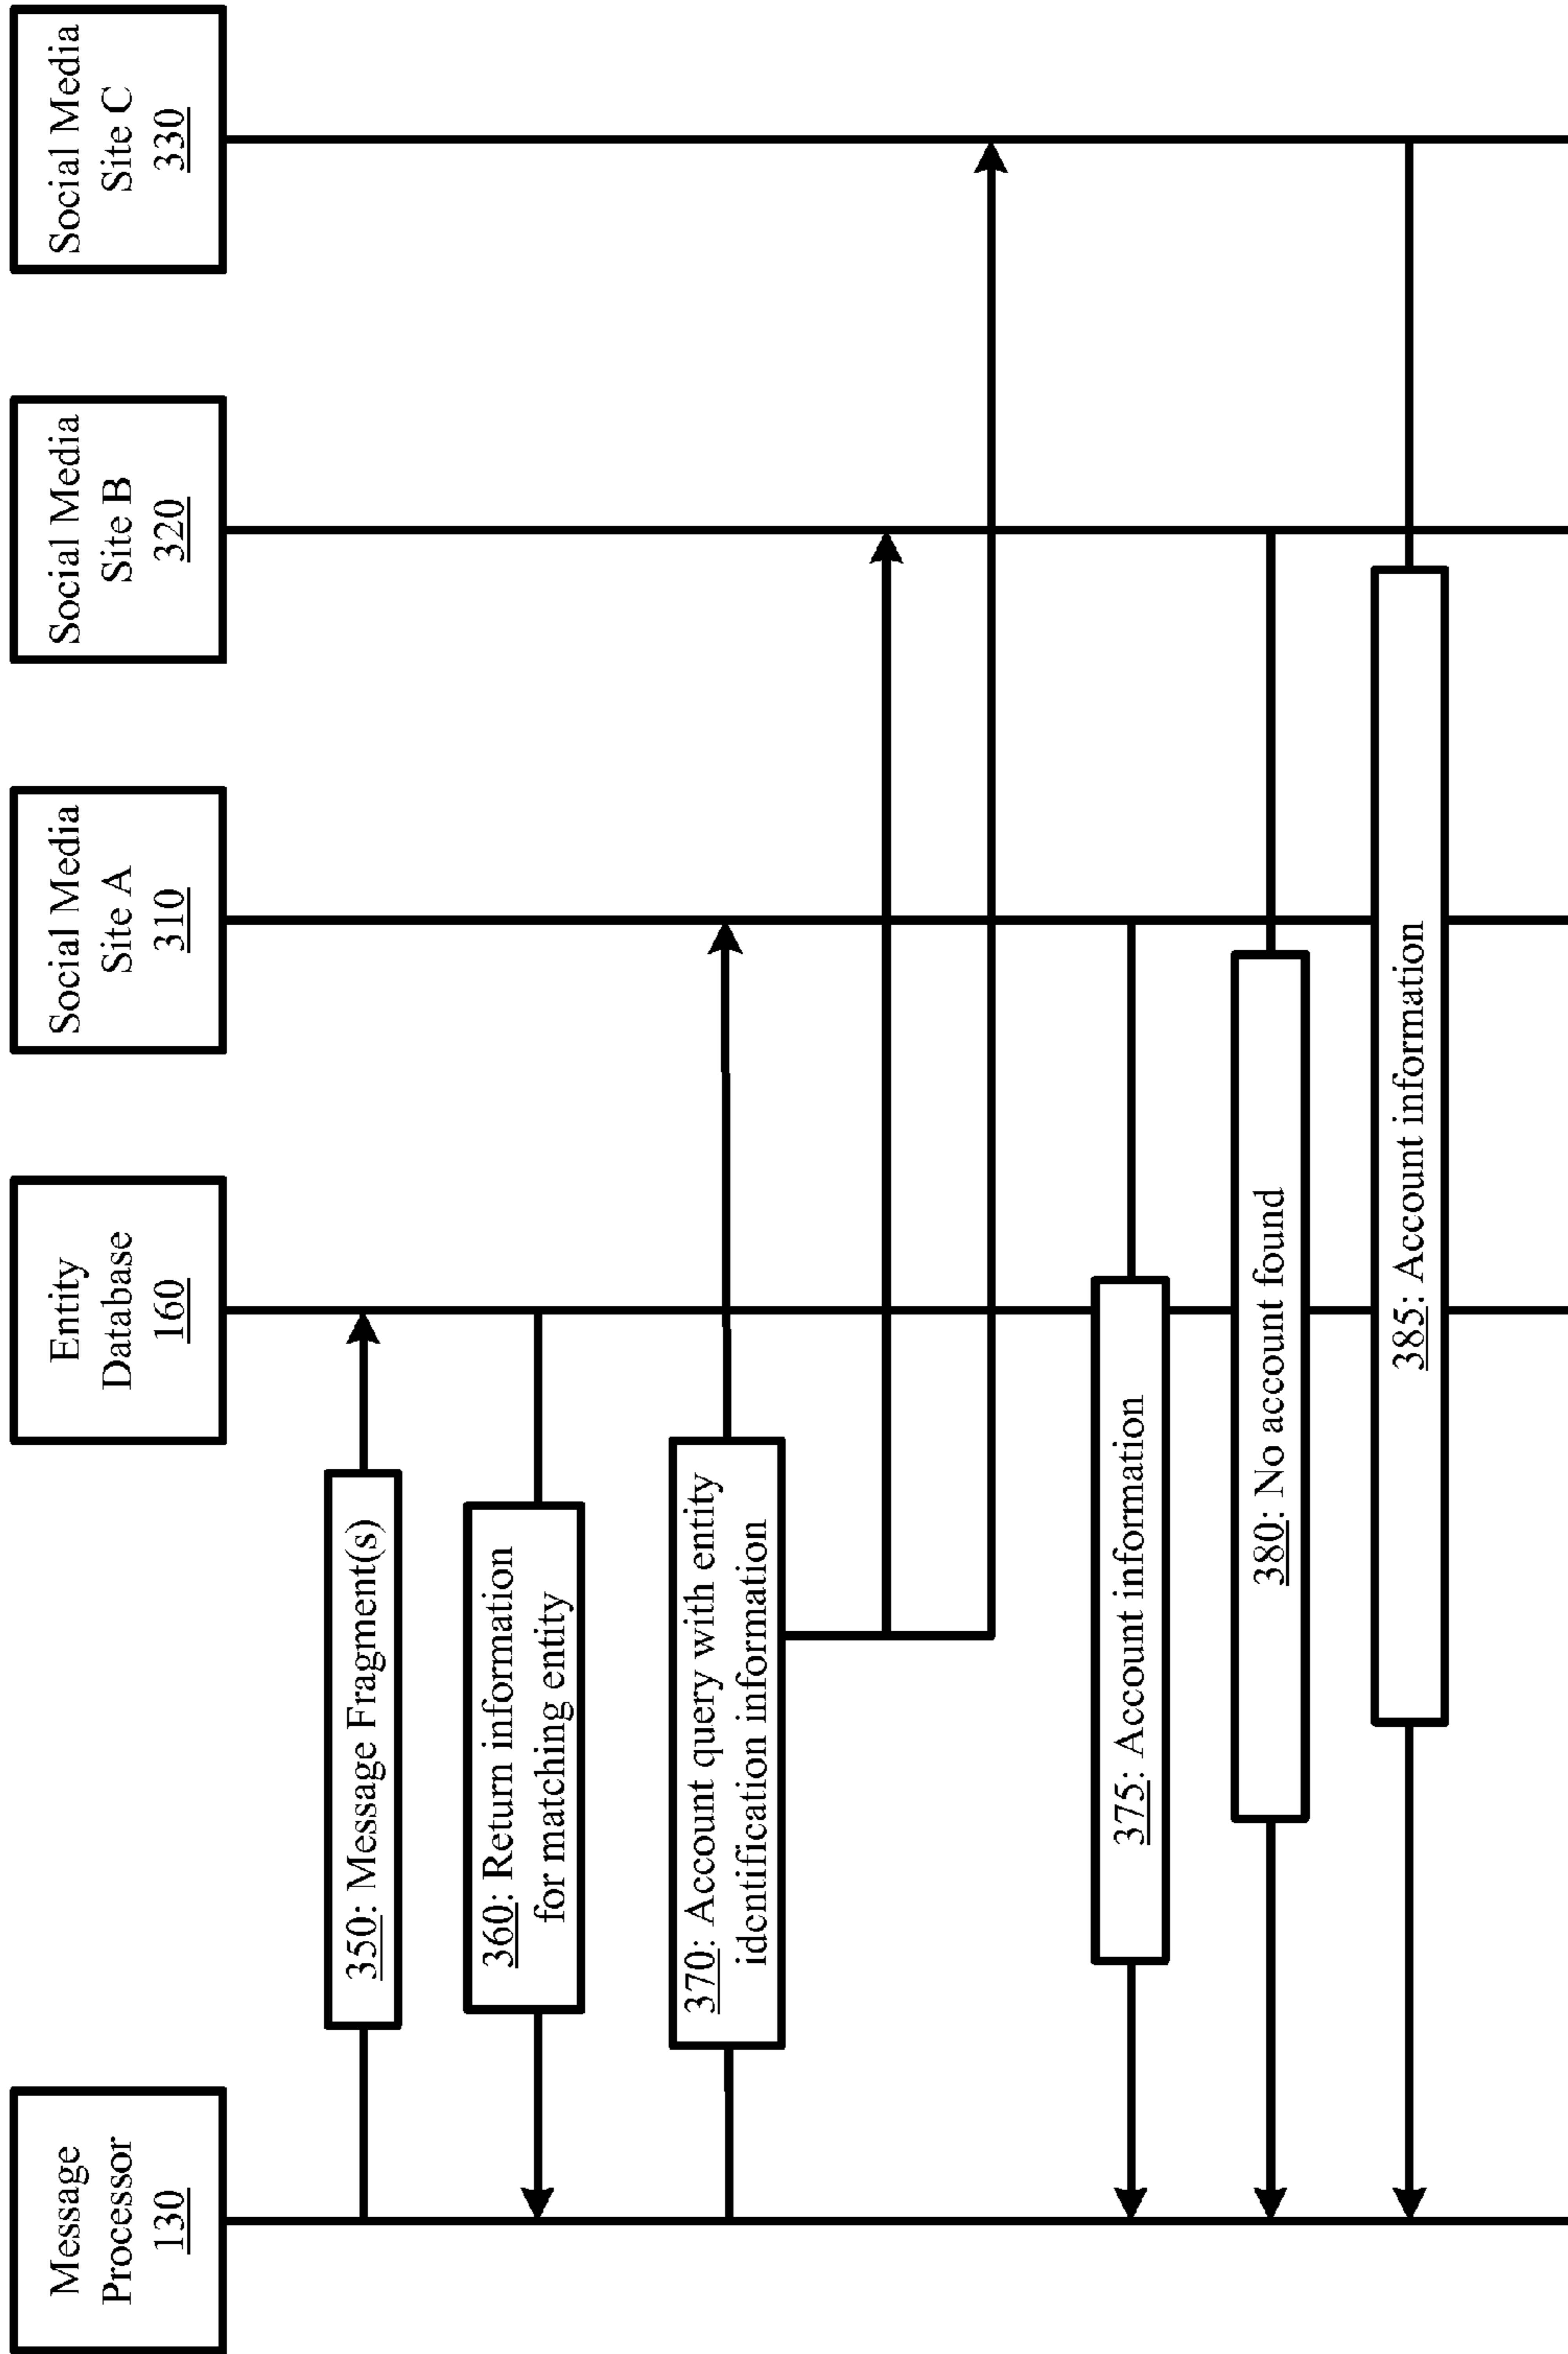 Message
Processor
130
Entity
Database
160
Social Media
Site A
310
Social Media
Site B
320
Social Media
Site C
330
350: Message Fragment(s)
360: Return information
for matching entity
370: Account query with entity
identification information
375: Account information
380: No account found
385: Account information